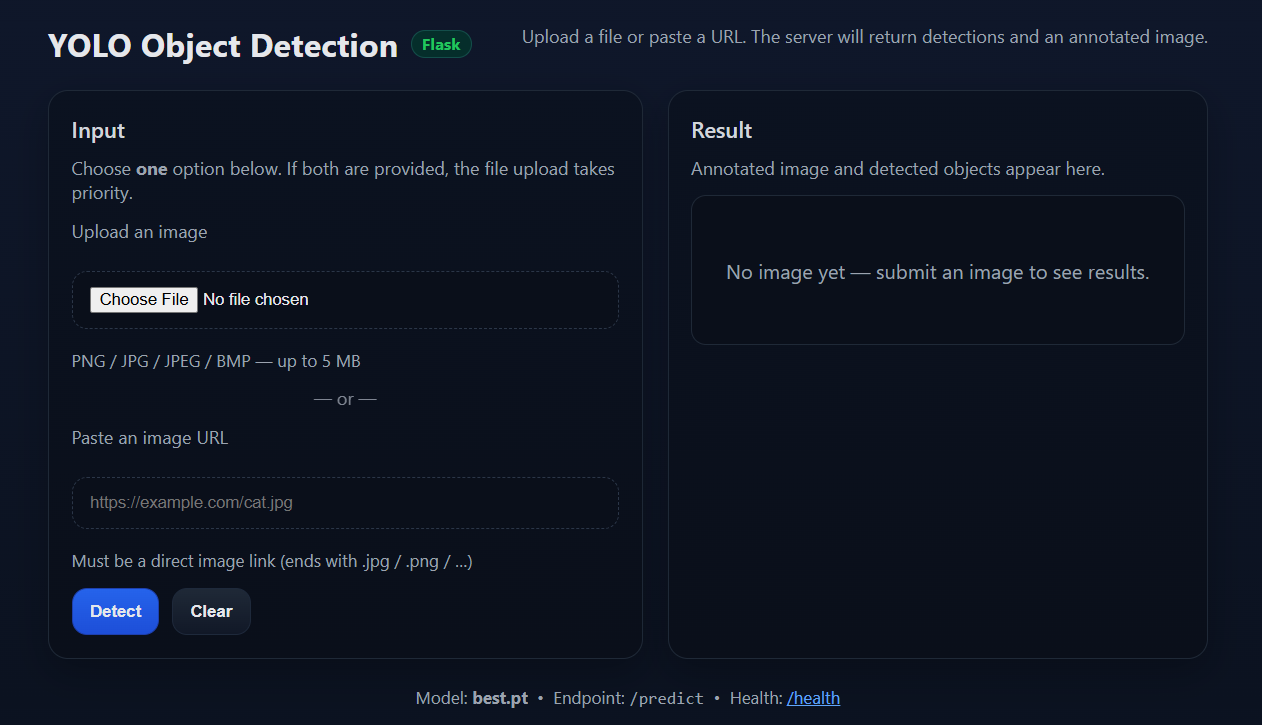 YOLO Object Detection
Flask
Upload a file or paste a URL. The server will return detections and an annotated image.
Input
Choose one option below. If both are provided, the file upload takes
priority.
Upload an image
Choose File No file chosen
PNG / JPG / JPEG / BMP — up to 5 MB
— or —
Paste an image URL
https://example.com/cat.jpg
Must be a direct image link (ends with .jpg / .png / ...)
Detect
Clear
Result
Annotated image and detected objects appear here.
No image yet — submit an image to see results.
Model: best.pt • Endpoint: /predict • Health: /health